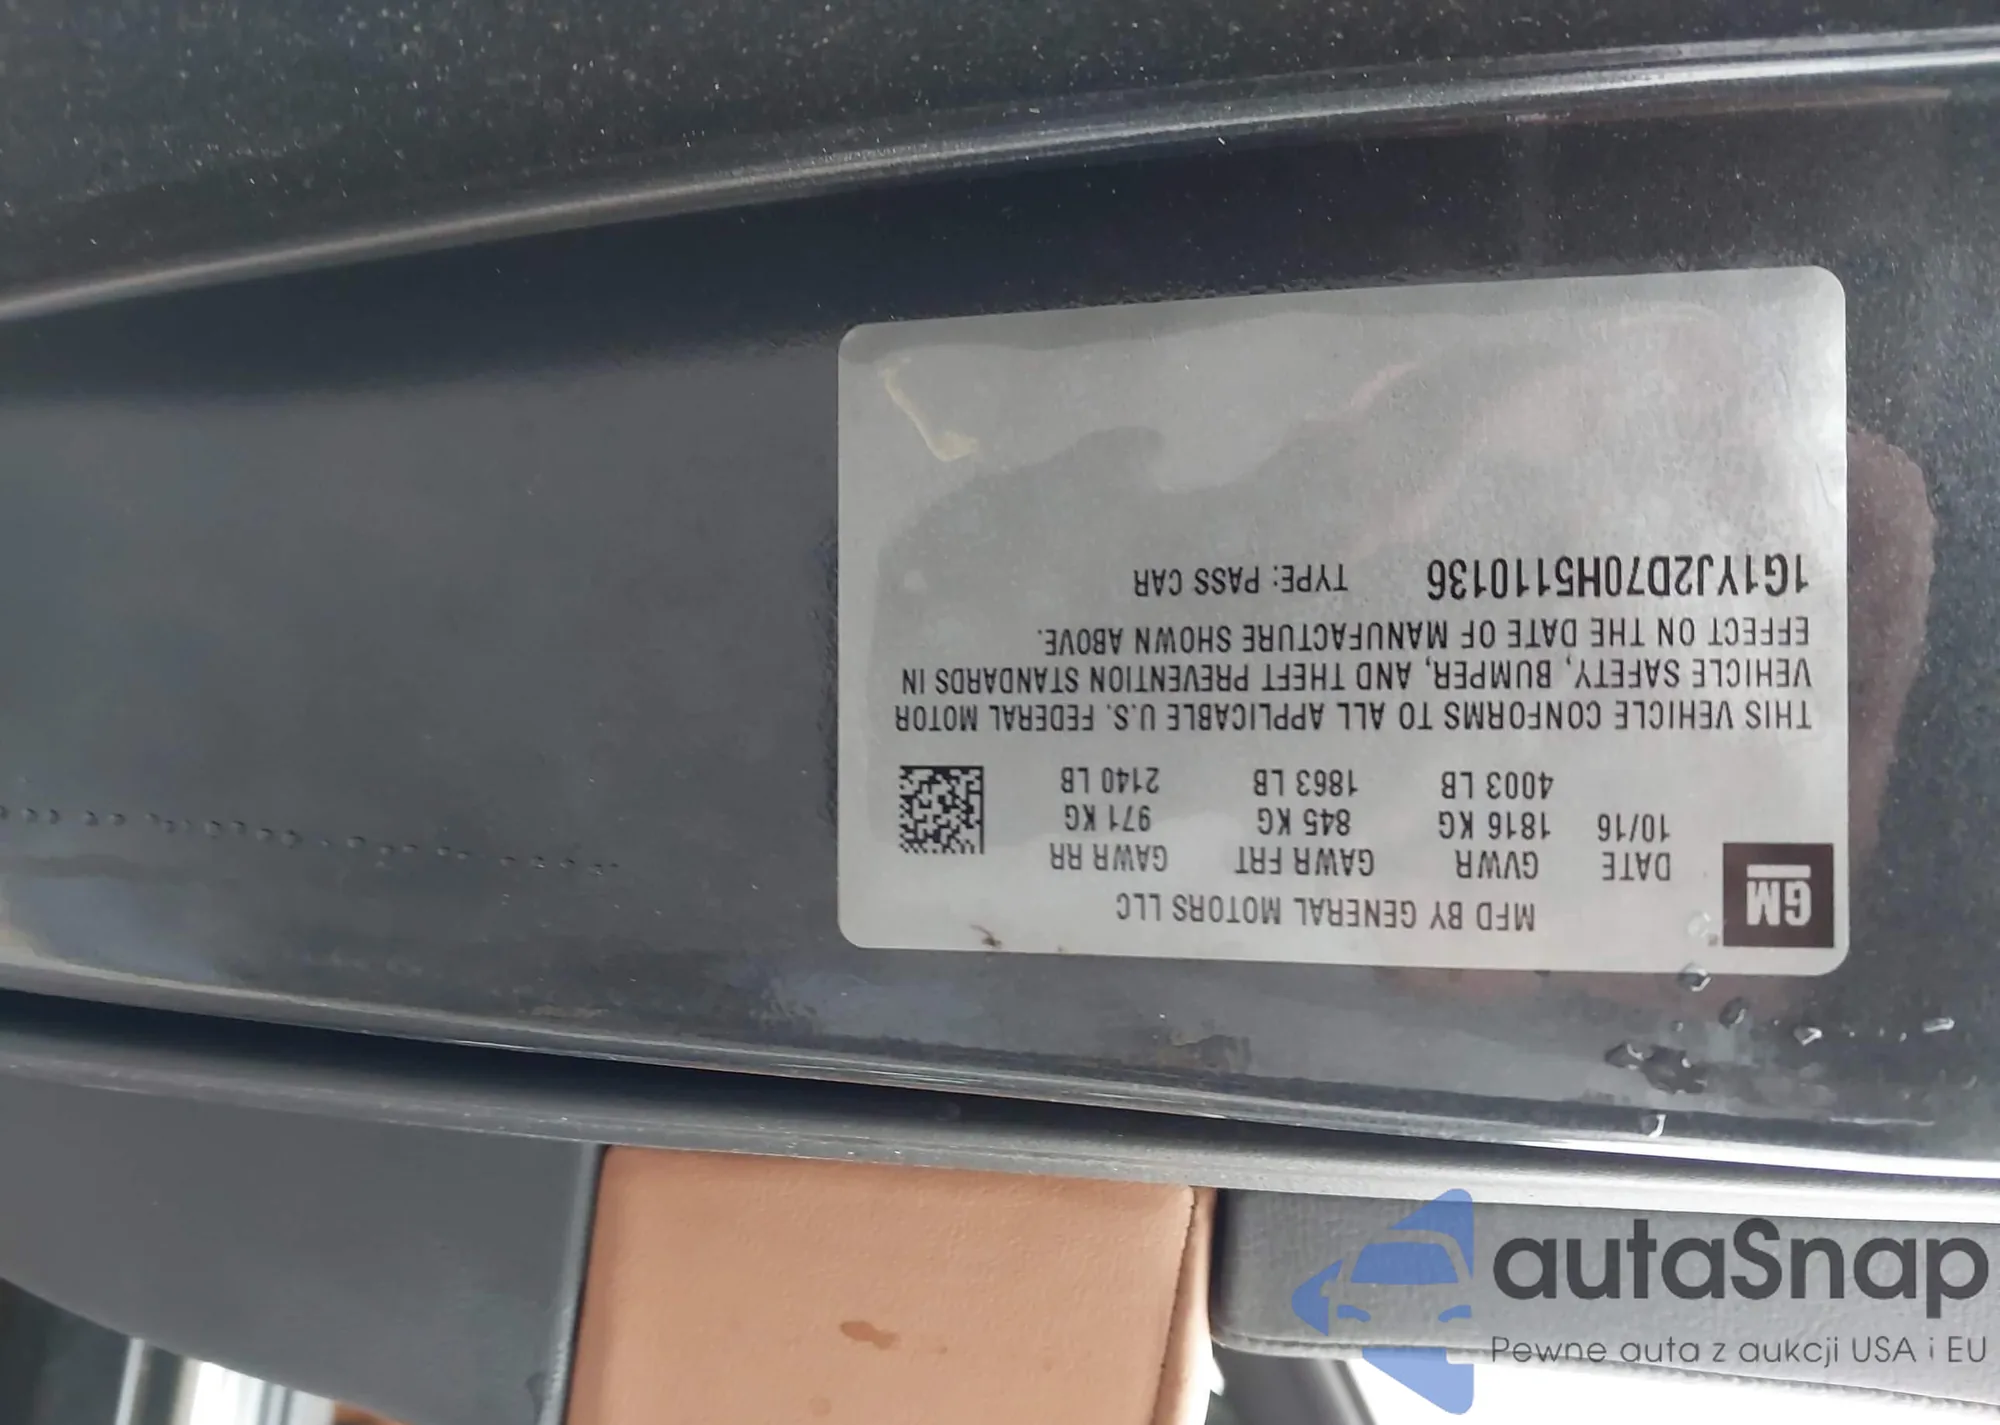 GM
MFD BY GENERAL MOTORS LLC
DATE GVWR GAWR FRT GAWR RR
10/16 1816 KG 845 KG 971 KG
4003 LB 1863 LB 2140 LB
THIS VEHICLE CONFORMS TO ALL APPLICABLE U.S. FEDERAL MOTOR
VEHICLE SAFETY, BUMPER, AND THEFT PREVENTION STANDARDS IN
EFFECT ON THE DATE OF MANUFACTURE SHOWN ABOVE.
1G1YJ2D70H5110136 TYPE: PASS CAR
autaSnap
Pewne auta z aukcji USA i EU